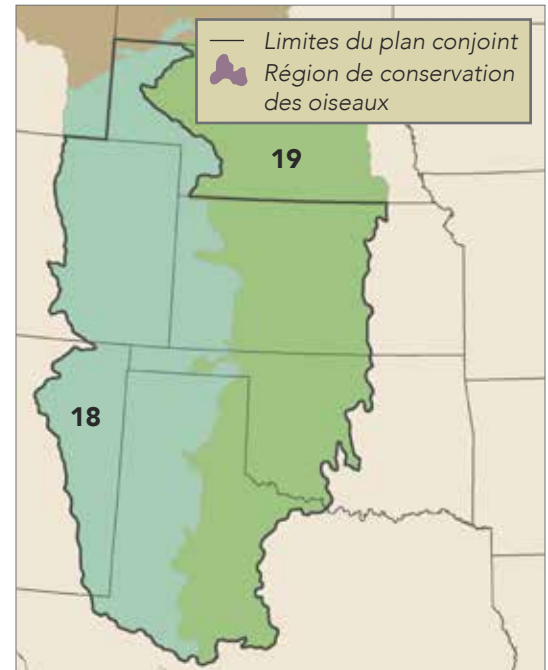 Limites du plan conjoint
Région de conservation
des oiseaux
19
18